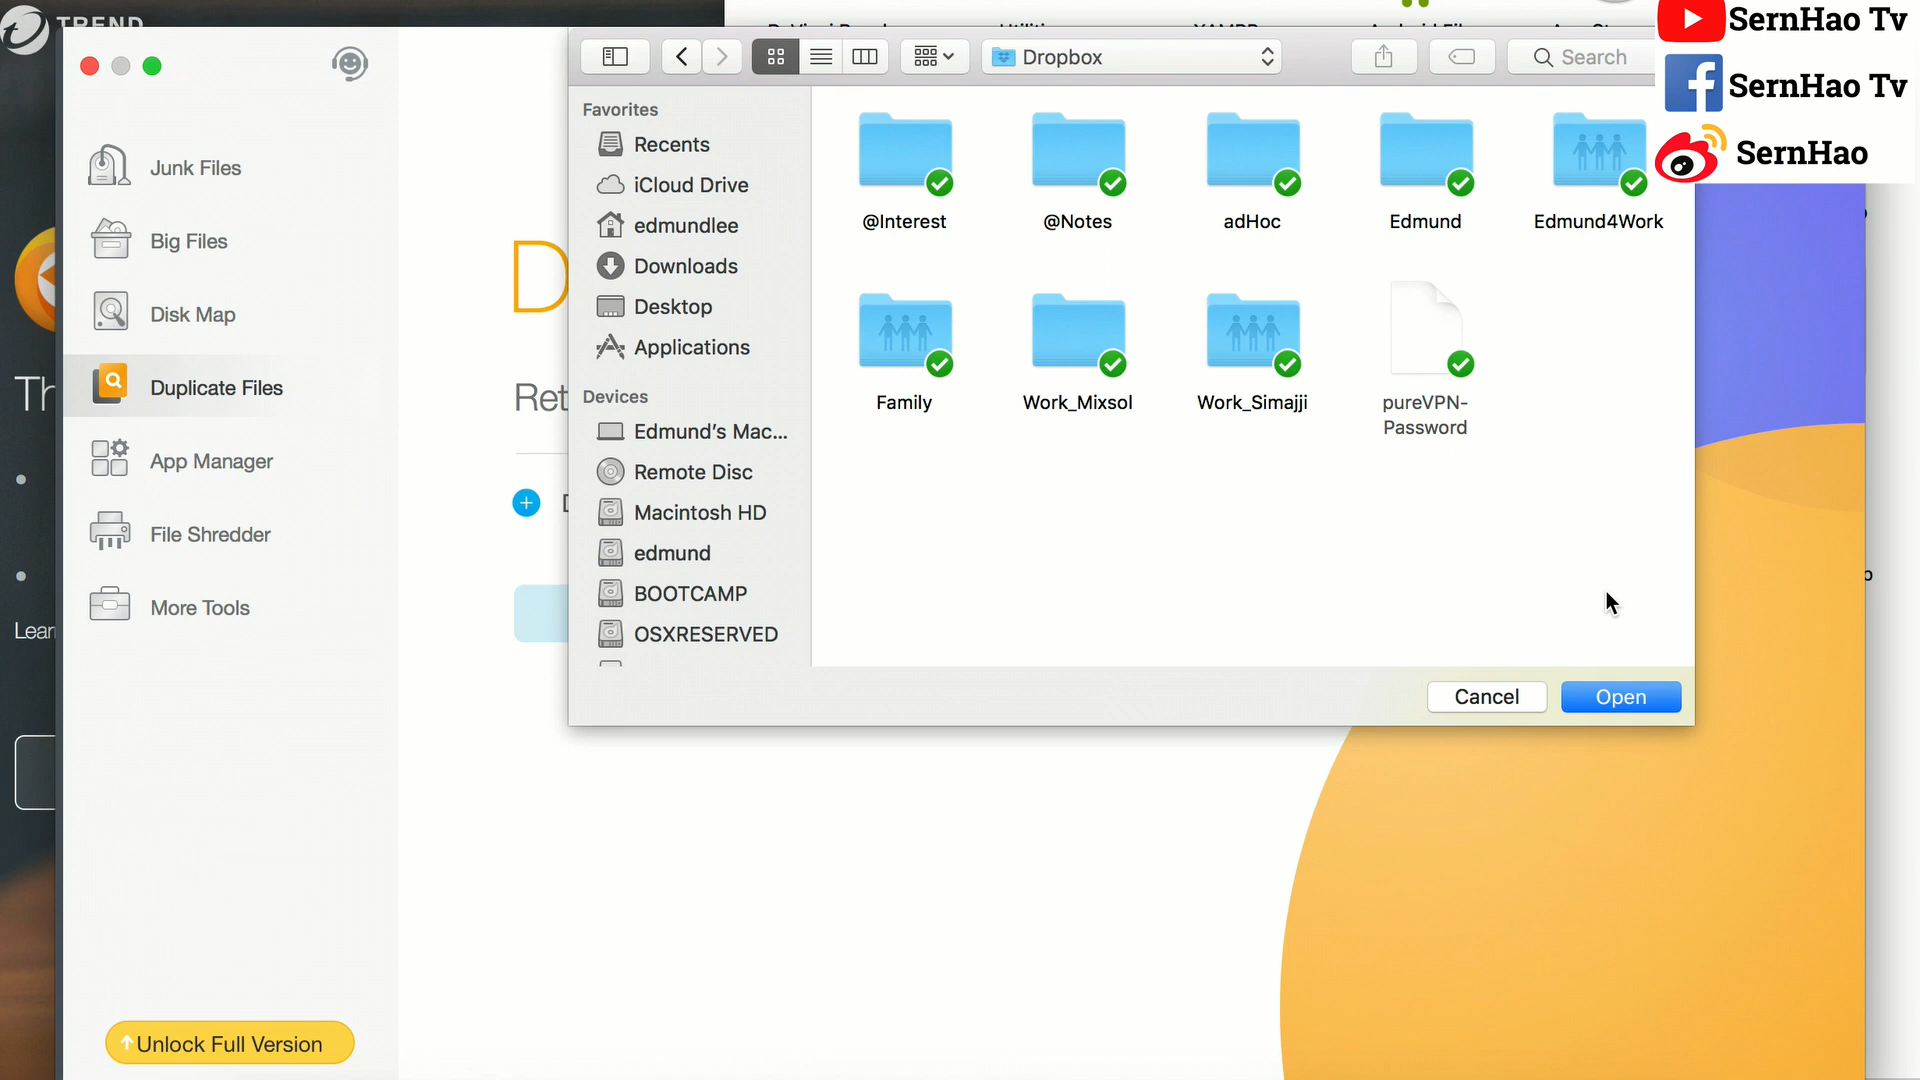 TREND
SernHao Tv
SernHao Tv
SernHao
Dropbox
Search
Favorites
Recents
iCloud Drive
edmundlee
Downloads
Desktop
Applications
Devices
Edmund's Mac...
Remote Disc
Macintosh HD
edmund
BOOTCAMP
OSXRESERVED
@Interest
@Notes
adHoc
Edmund
Edmund4Work
Family
Work_Mixsol
Work_Simajji
pureVPN-
Password
Cancel
Open
Junk Files
Big Files
Disk Map
Duplicate Files
App Manager
File Shredder
More Tools
Unlock Full Version
D
Ret
Th
Lear